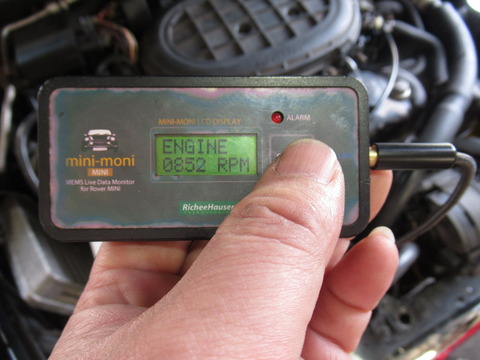 MINI-MONI LCD DISPLAY
ALARM
ENGINE
0852 RPM
mini-moni
MINI
MEMS Live Data Monitor
for Rover MINI
RicheeHauser